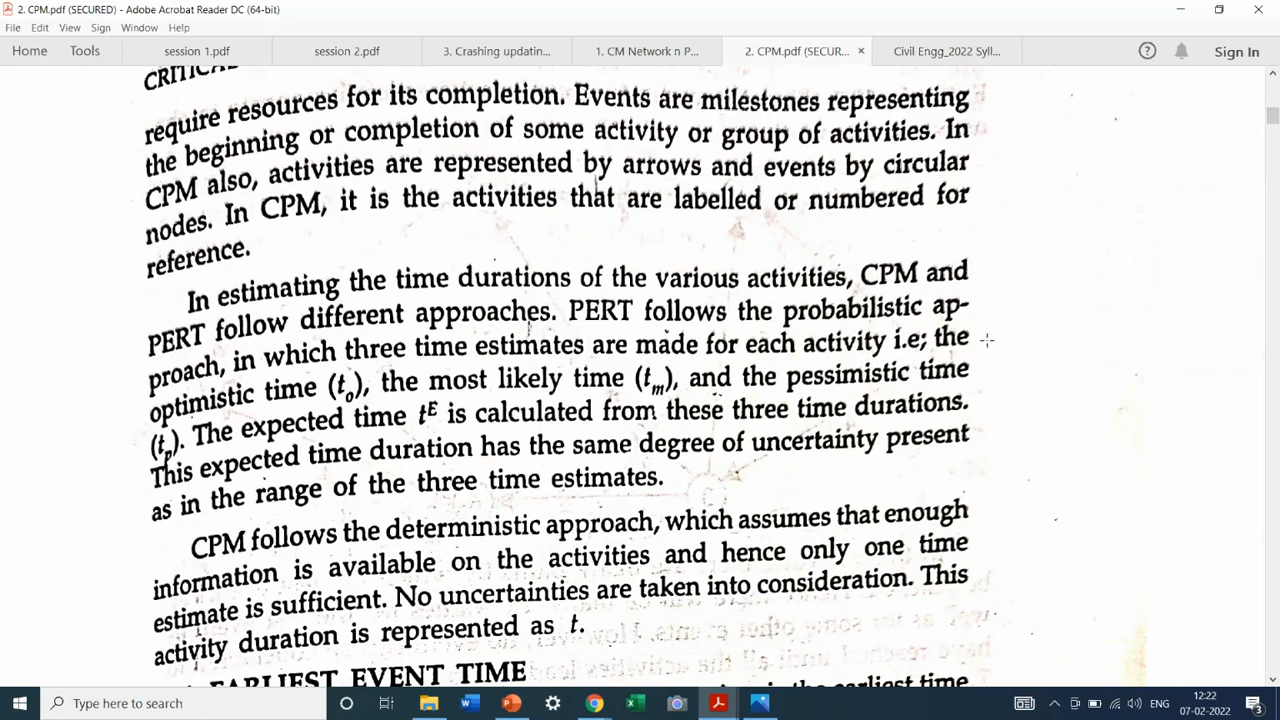 2. CPM.pdf (SECURED) - Adobe Acrobat Reader DC (64-bit)
File Edit View Sign Window Help
Home Tools session 1.pdf session 2.pdf 3. Crashing updatin... 1. CM Network n P... 2. CPM.pdf (SECUR... × Civil Engg_2022 Syll... Sign In
require resources for its completion. Events are milestones representing
the beginning or completion of some activity or group of activities. In
CPM also, activities are represented by arrows and events by circular
nodes. In CPM, it is the activities that are labelled or numbered for
reference.
In estimating the time durations of the various activities, CPM and
PERT follow different approaches. PERT follows the probabilistic ap-
proach, in which three time estimates are made for each activity i.e; the
optimistic time (to), the most likely time (tm), and the pessimistic time
(tp). The expected time tE is calculated from these three time durations.
This expected time duration has the same degree of uncertainty present
as in the range of the three time estimates.
CPM follows the deterministic approach, which assumes that enough
information is available on the activities and hence only one time
estimate is sufficient. No uncertainties are taken into consideration. This
activity duration is represented as t.
EARLIEST EVENT TIME
is the earliest time
Type here to search
ENG
12:22
07-02-2022
3